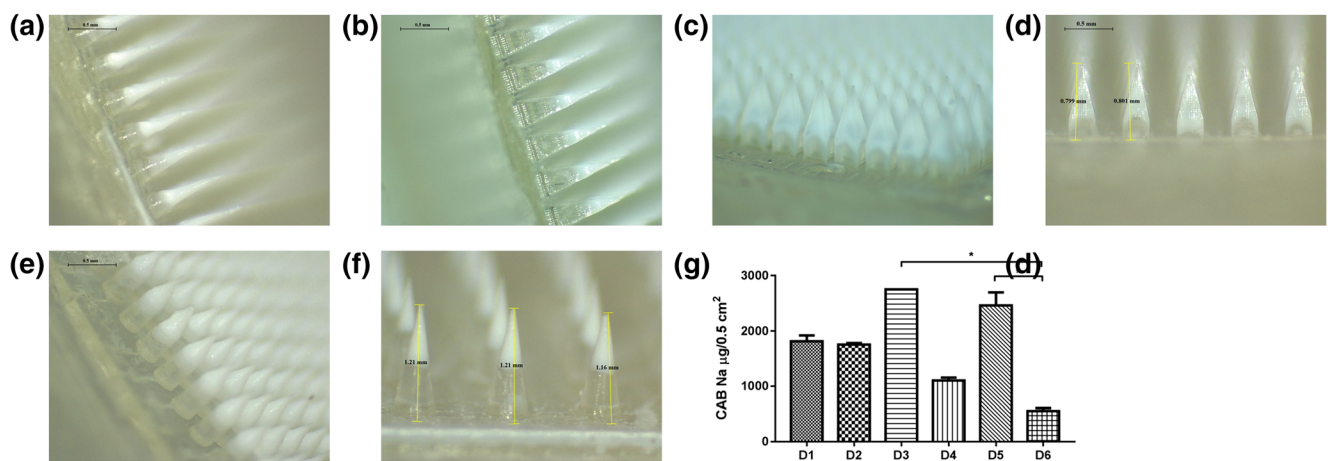 (a)
0.5 mm
(b)
0.5 mm
(c)
(d)
0.5 mm
0.799 mm
0.801 mm
(e)
0.5 mm
(f)
1.21 mm
1.21 mm
1.16 mm
(g)
(d)
*
CAB Na µg/0.5 cm²
3000
2000
1000
0
D1 D2 D3 D4 D5 D6